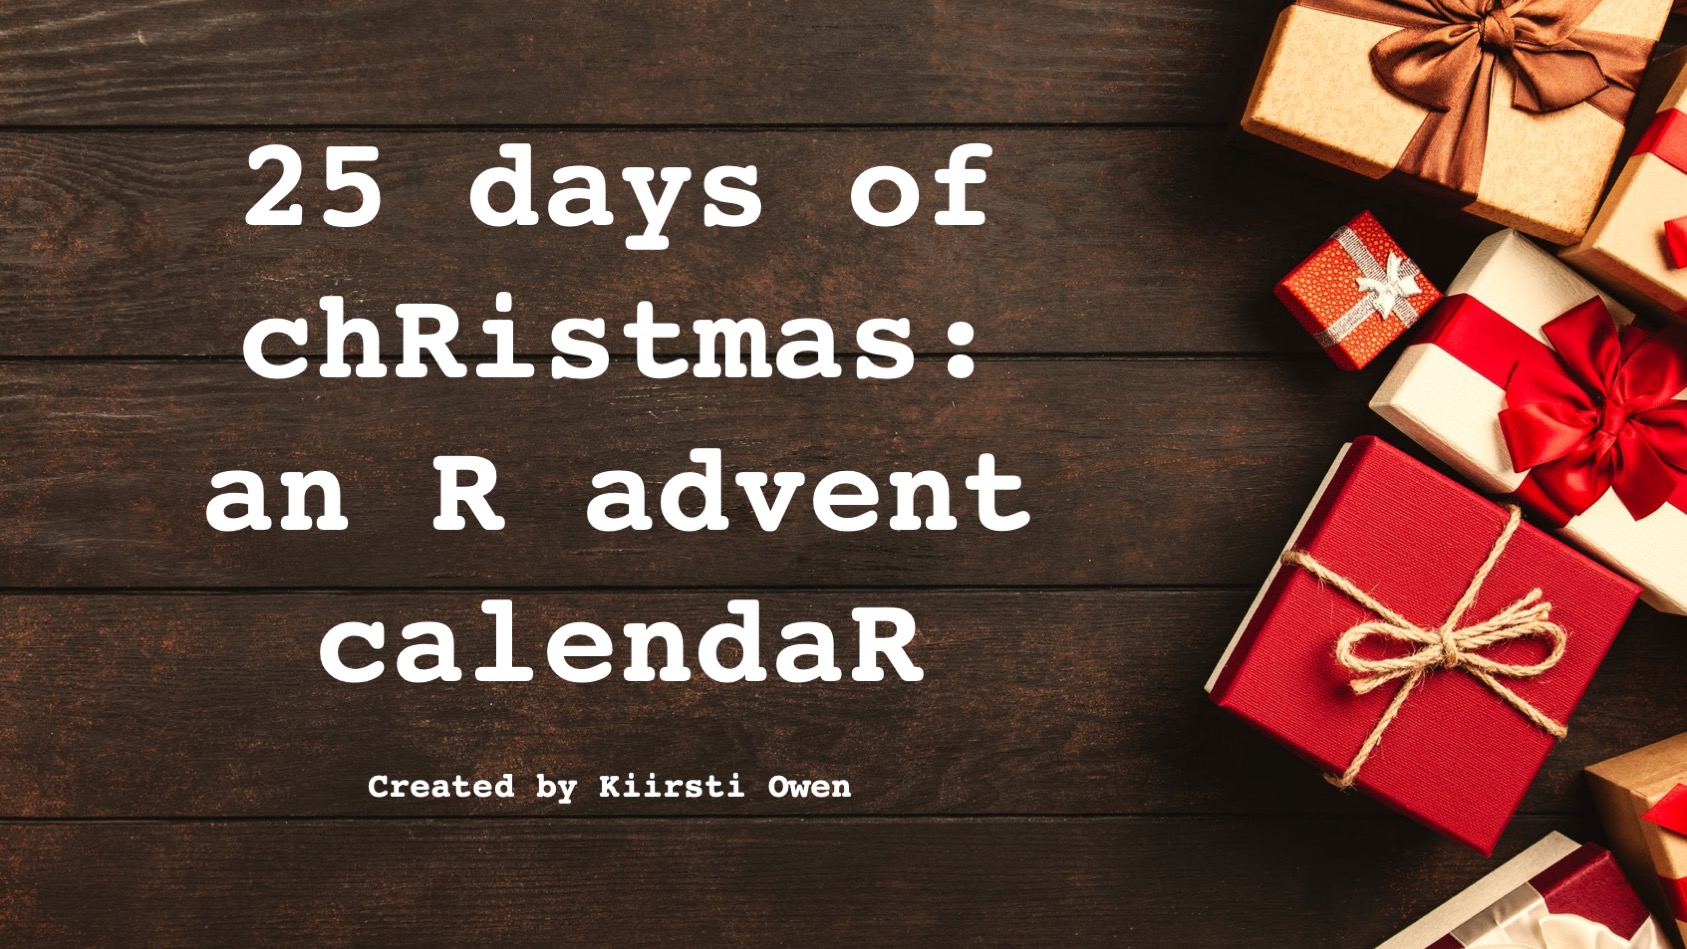 25 days of
chRistmas:
an R advent
calendaR
Created by Kiirsti Owen